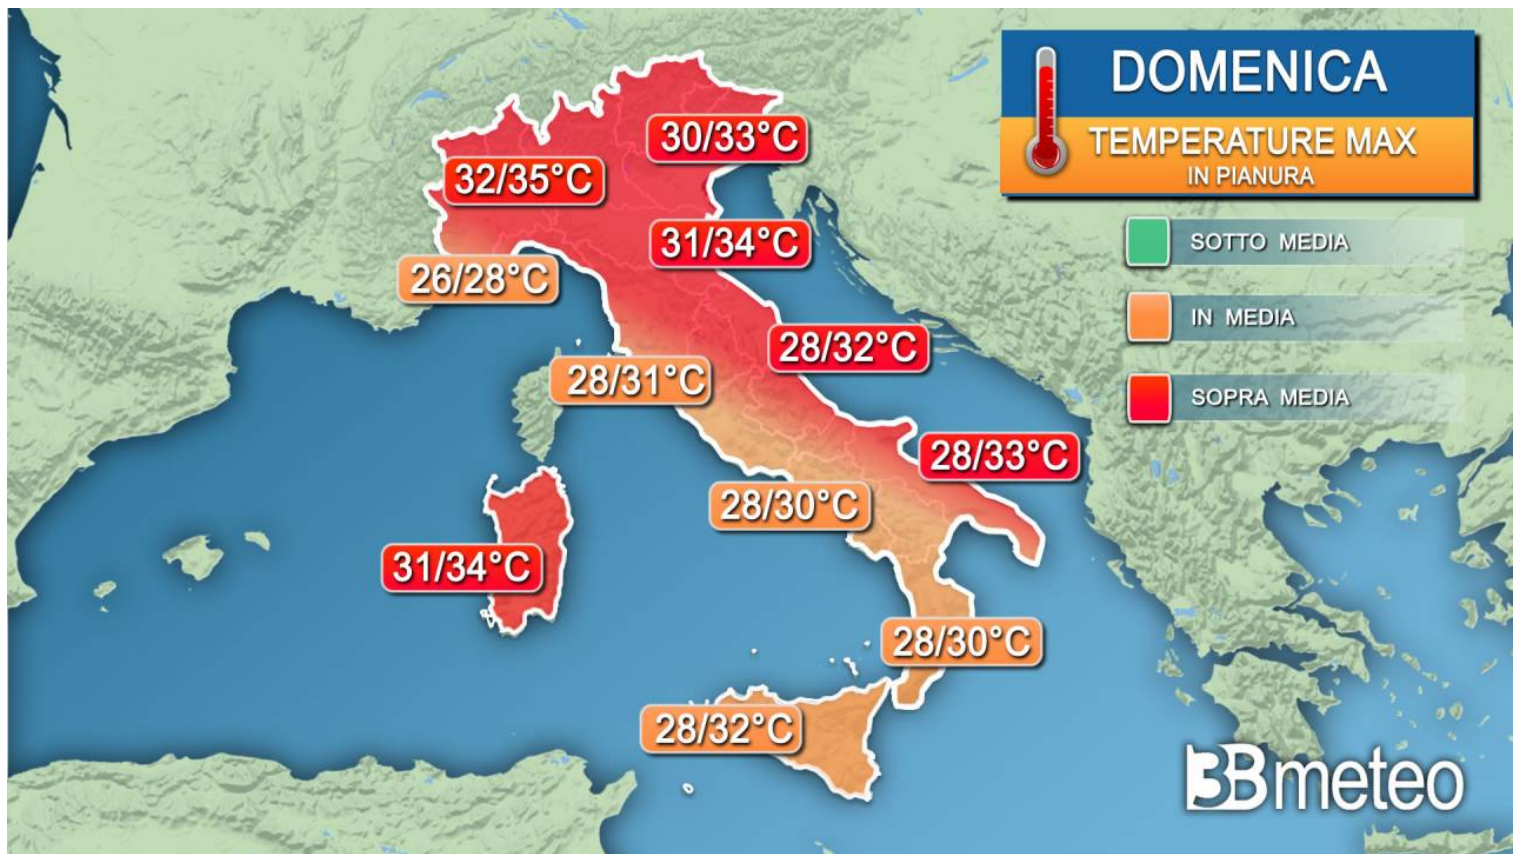 DOMENICA
TEMPERATURE MAX
IN PIANURA
SOTTO MEDIA
IN MEDIA
SOPRA MEDIA
30/33°C
32/35°C
31/34°C
26/28°C
28/32°C
28/31°C
28/33°C
28/30°C
31/34°C
28/30°C
28/32°C
3Bmeteo